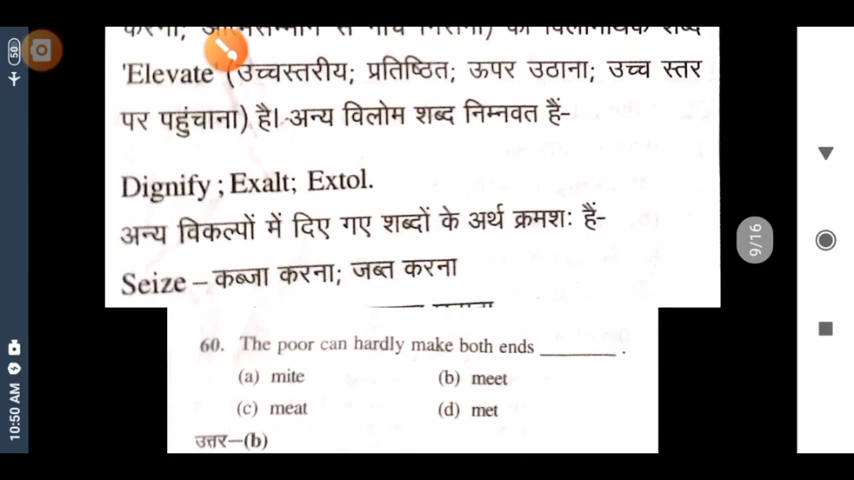 'Elevate (उच्चस्तरीय; प्रतिष्ठित; ऊपर उठाना; उच्च स्तर
पर पहुंचाना) है। अन्य विलोम शब्द निम्नवत हैं-
Dignify ; Exalt; Extol.
अन्य विकल्पों में दिए गए शब्दों के अर्थ क्रमशः हैं-
Seize – कब्जा करना; जब्त करना
60. The poor can hardly make both ends ________ .
(a) mite (b) meet
(c) meat (d) met
उत्तर–(b)
9/16
10:50 AM
50